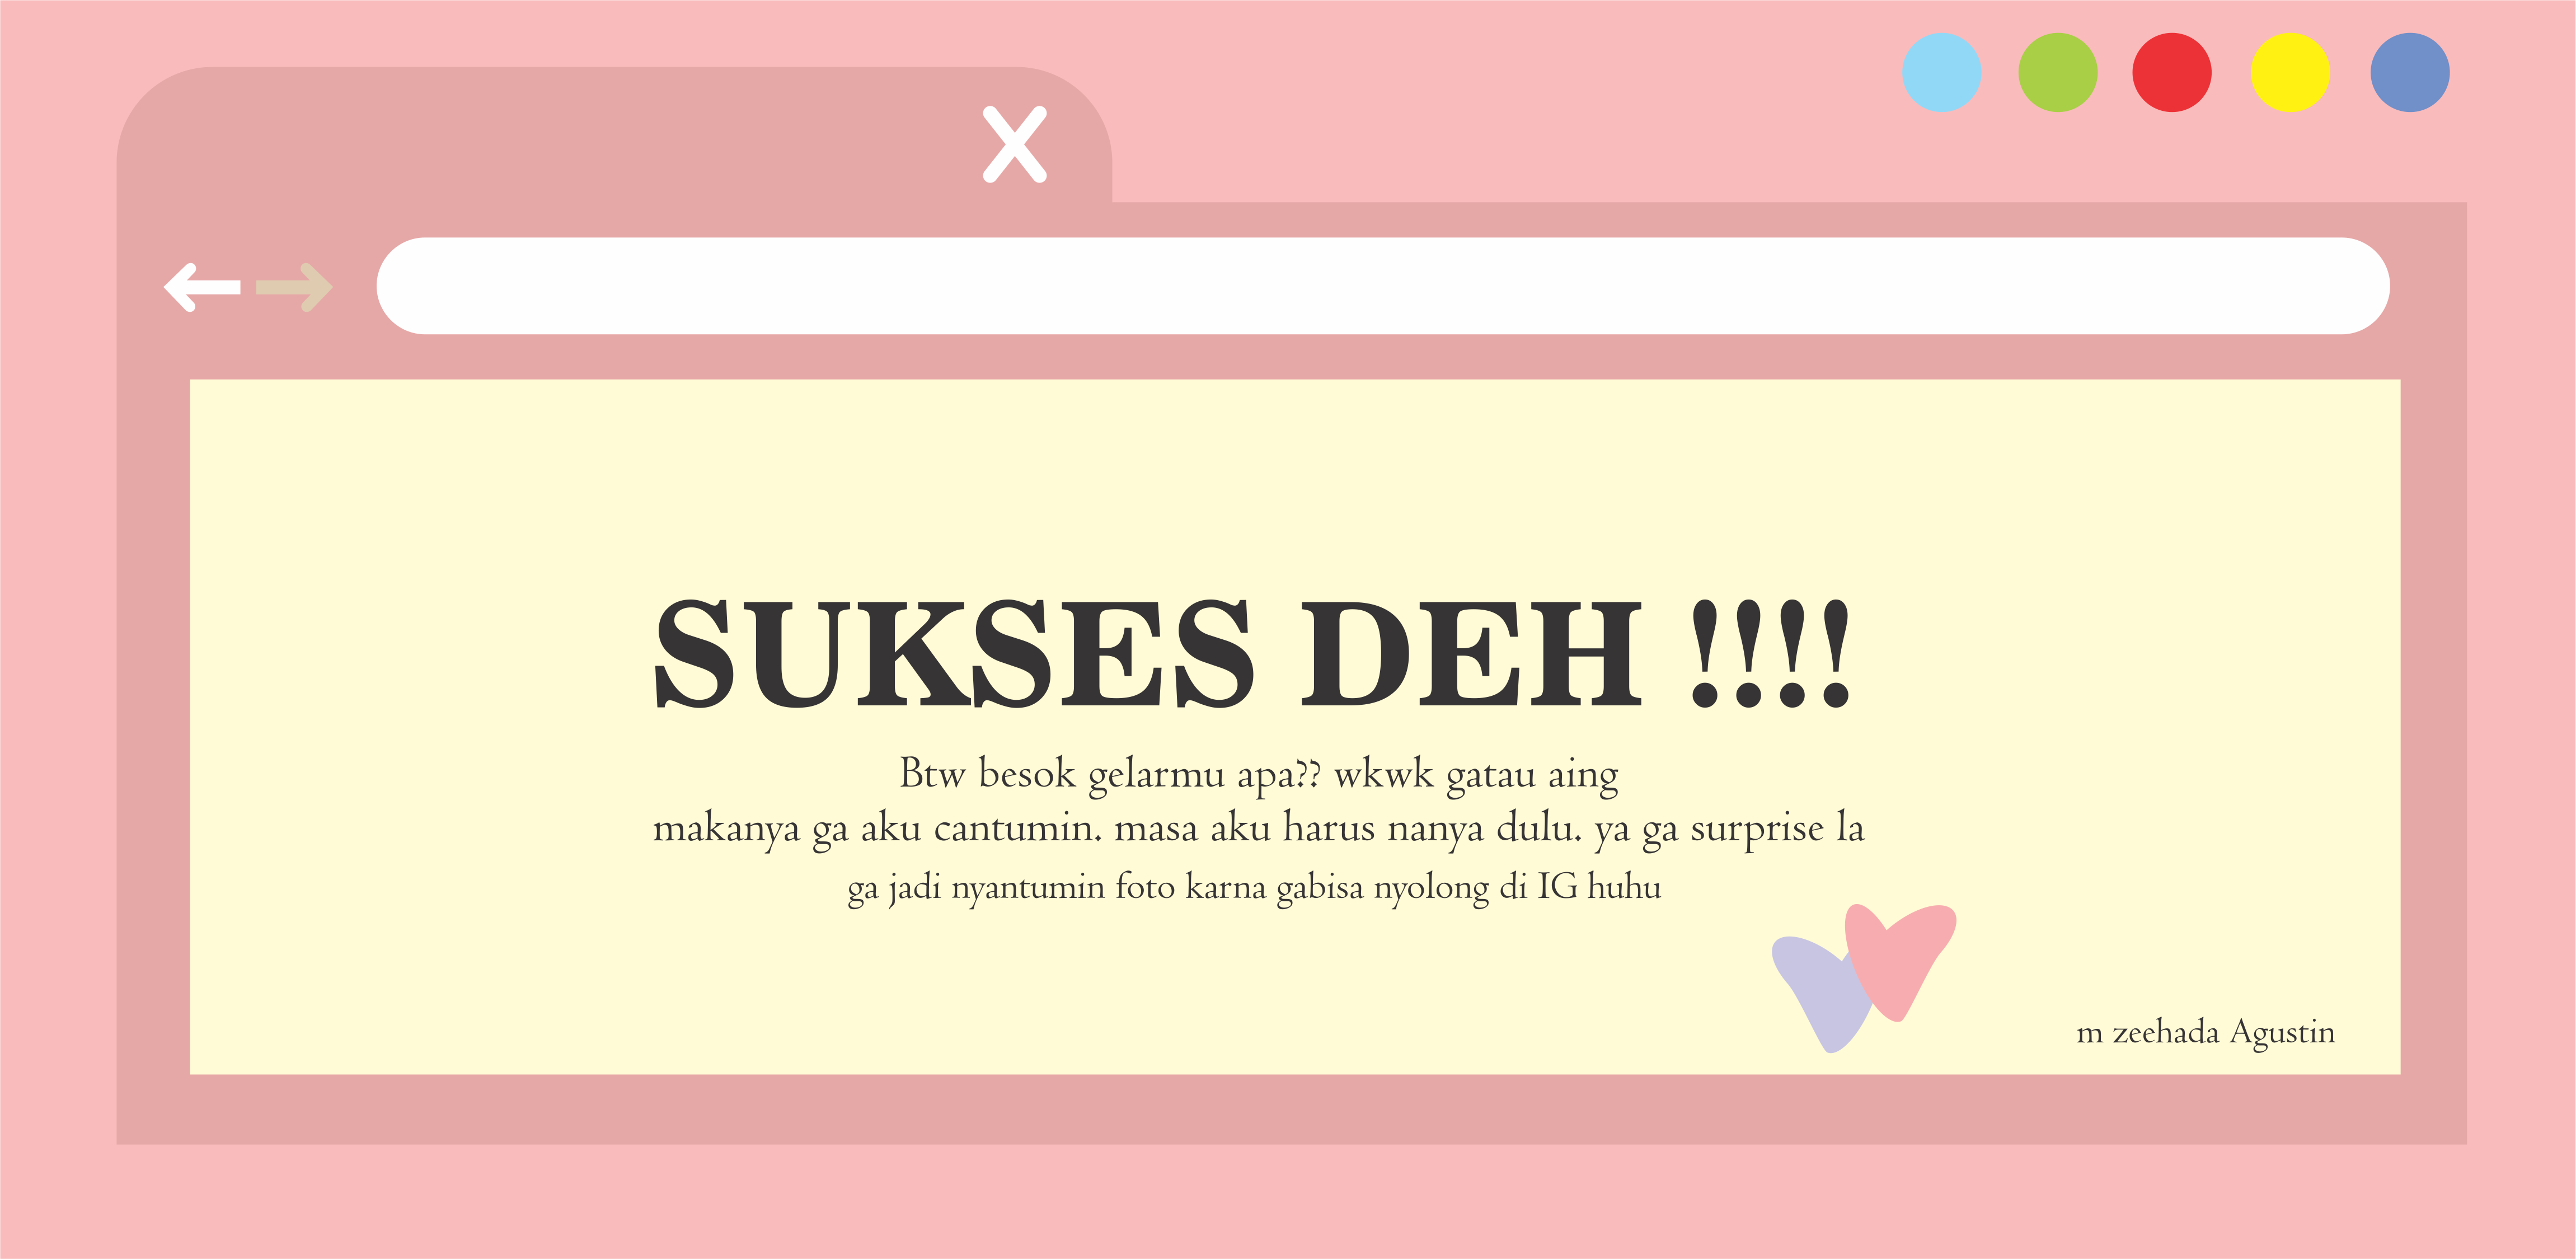 X
SUKSES DEH !!!!
Btw besok gelarmu apa?? wkwk gatau aing
makanya ga aku cantumin. masa aku harus nanya dulu. ya ga surprise la
ga jadi nyantumin foto karna gabisa nyolong di IG huhu
m zeehada Agustin